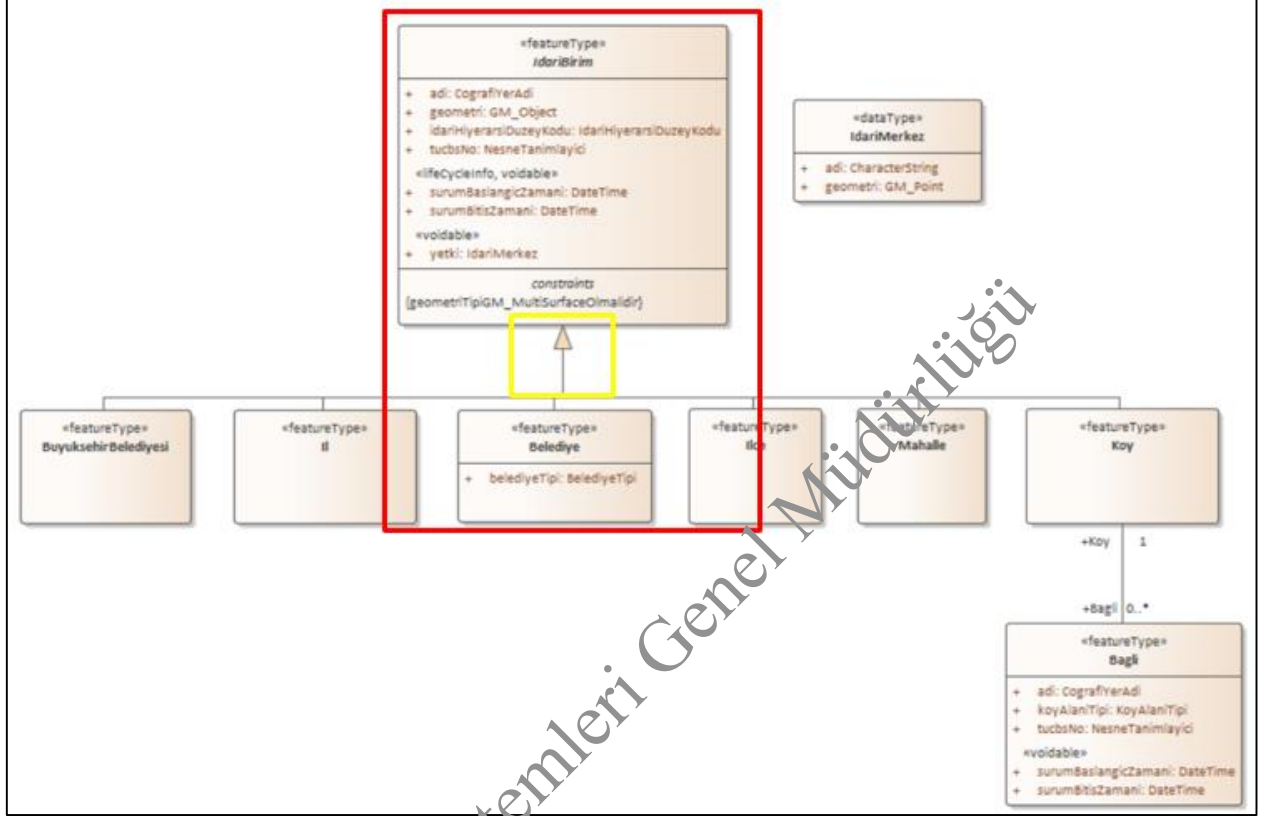 «featureType»
IdariBirim
+ adi: CografiYerAdi
+ geometri: GM_Object
+ idariHiyerarsiDuzeyKodu: IdariHiyerarsiDuzeyKodu
+ tucbsNo: NesneTanimlayici
«lifeCycleInfo, voidable»
+ surumBaslangicZamani: DateTime
+ surumBitisZamani: DateTime
«voidable»
+ yetki: IdariMerkez
constraints
{geometriTipiGM_MultiSurfaceOlmalidir}
«dataType»
IdariMerkez
+ adi: CharacterString
+ geometri: GM_Point
«featureType»
BuyuksehirBelediyesi
«featureType»
Il
«featureType»
Belediye
+ belediyeTipi: BelediyeTipi
«featureType»
«featureType»
Mahalle
«featureType»
Koy
+Koy 1
+Bagli 0..*
«featureType»
Bagli
+ adi: CografiYerAdi
+ koyAlaniTipi: KoyAlaniTipi
+ tucbsNo: NesneTanimlayici
«voidable»
+ surumBaslangicZamani: DateTime
+ surumBitisZamani: DateTime
Genel Müdürlüğü